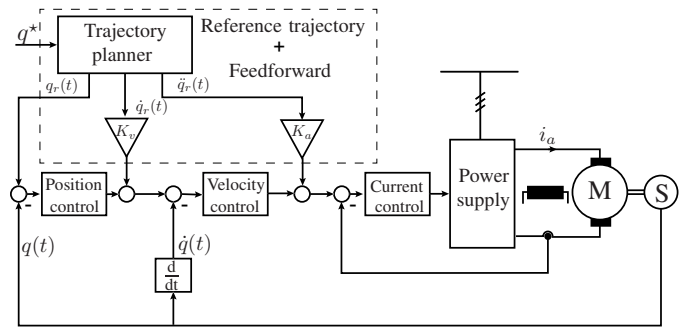 q*
Trajectory
planner
Reference trajectory
+
Feedforward
q_r(t)
q̇_r(t)
q̈_r(t)
K_v
K_a
Position
control
Velocity
control
Current
control
Power
supply
i_a
M
S
-
-
-
q(t)
q̇(t)
d
dt